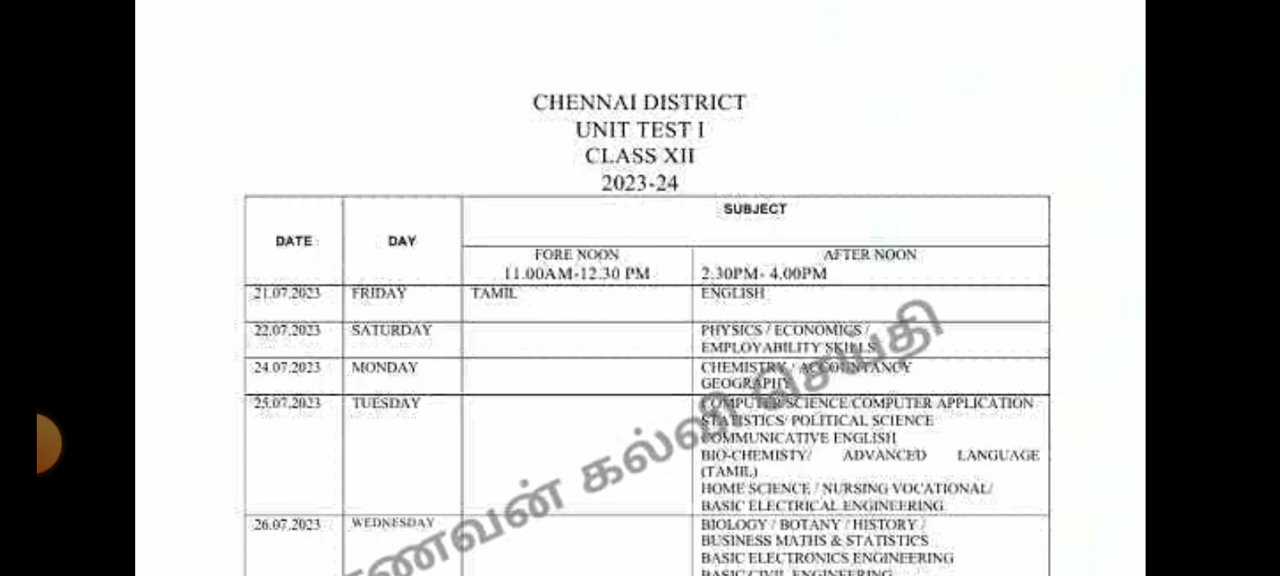 CHENNAI DISTRICT
UNIT TEST I
CLASS XII
2023-24
DATE DAY SUBJECT
FORE NOON AFTER NOON
11.00AM-12.30 PM 2.30PM- 4.00PM
21.07.2023 FRIDAY TAMIL ENGLISH
22.07.2023 SATURDAY PHYSICS / ECONOMICS /
EMPLOYABILITY SKILLS
24.07.2023 MONDAY CHEMISTRY / ACCOUNTANCY
GEOGRAPHY
25.07.2023 TUESDAY COMPUTER SCIENCE/COMPUTER APPLICATION
STATISTICS/ POLITICAL SCIENCE
COMMUNICATIVE ENGLISH
BIO-CHEMISTY/ ADVANCED LANGUAGE
(TAMIL)
HOME SCIENCE / NURSING VOCATIONAL/
BASIC ELECTRICAL ENGINEERING
26.07.2023 WEDNESDAY BIOLOGY / BOTANY / HISTORY /
BUSINESS MATHS & STATISTICS
BASIC ELECTRONICS ENGINEERING
BASIC CIVIL ENGINEERING
கல்வி செய்தி